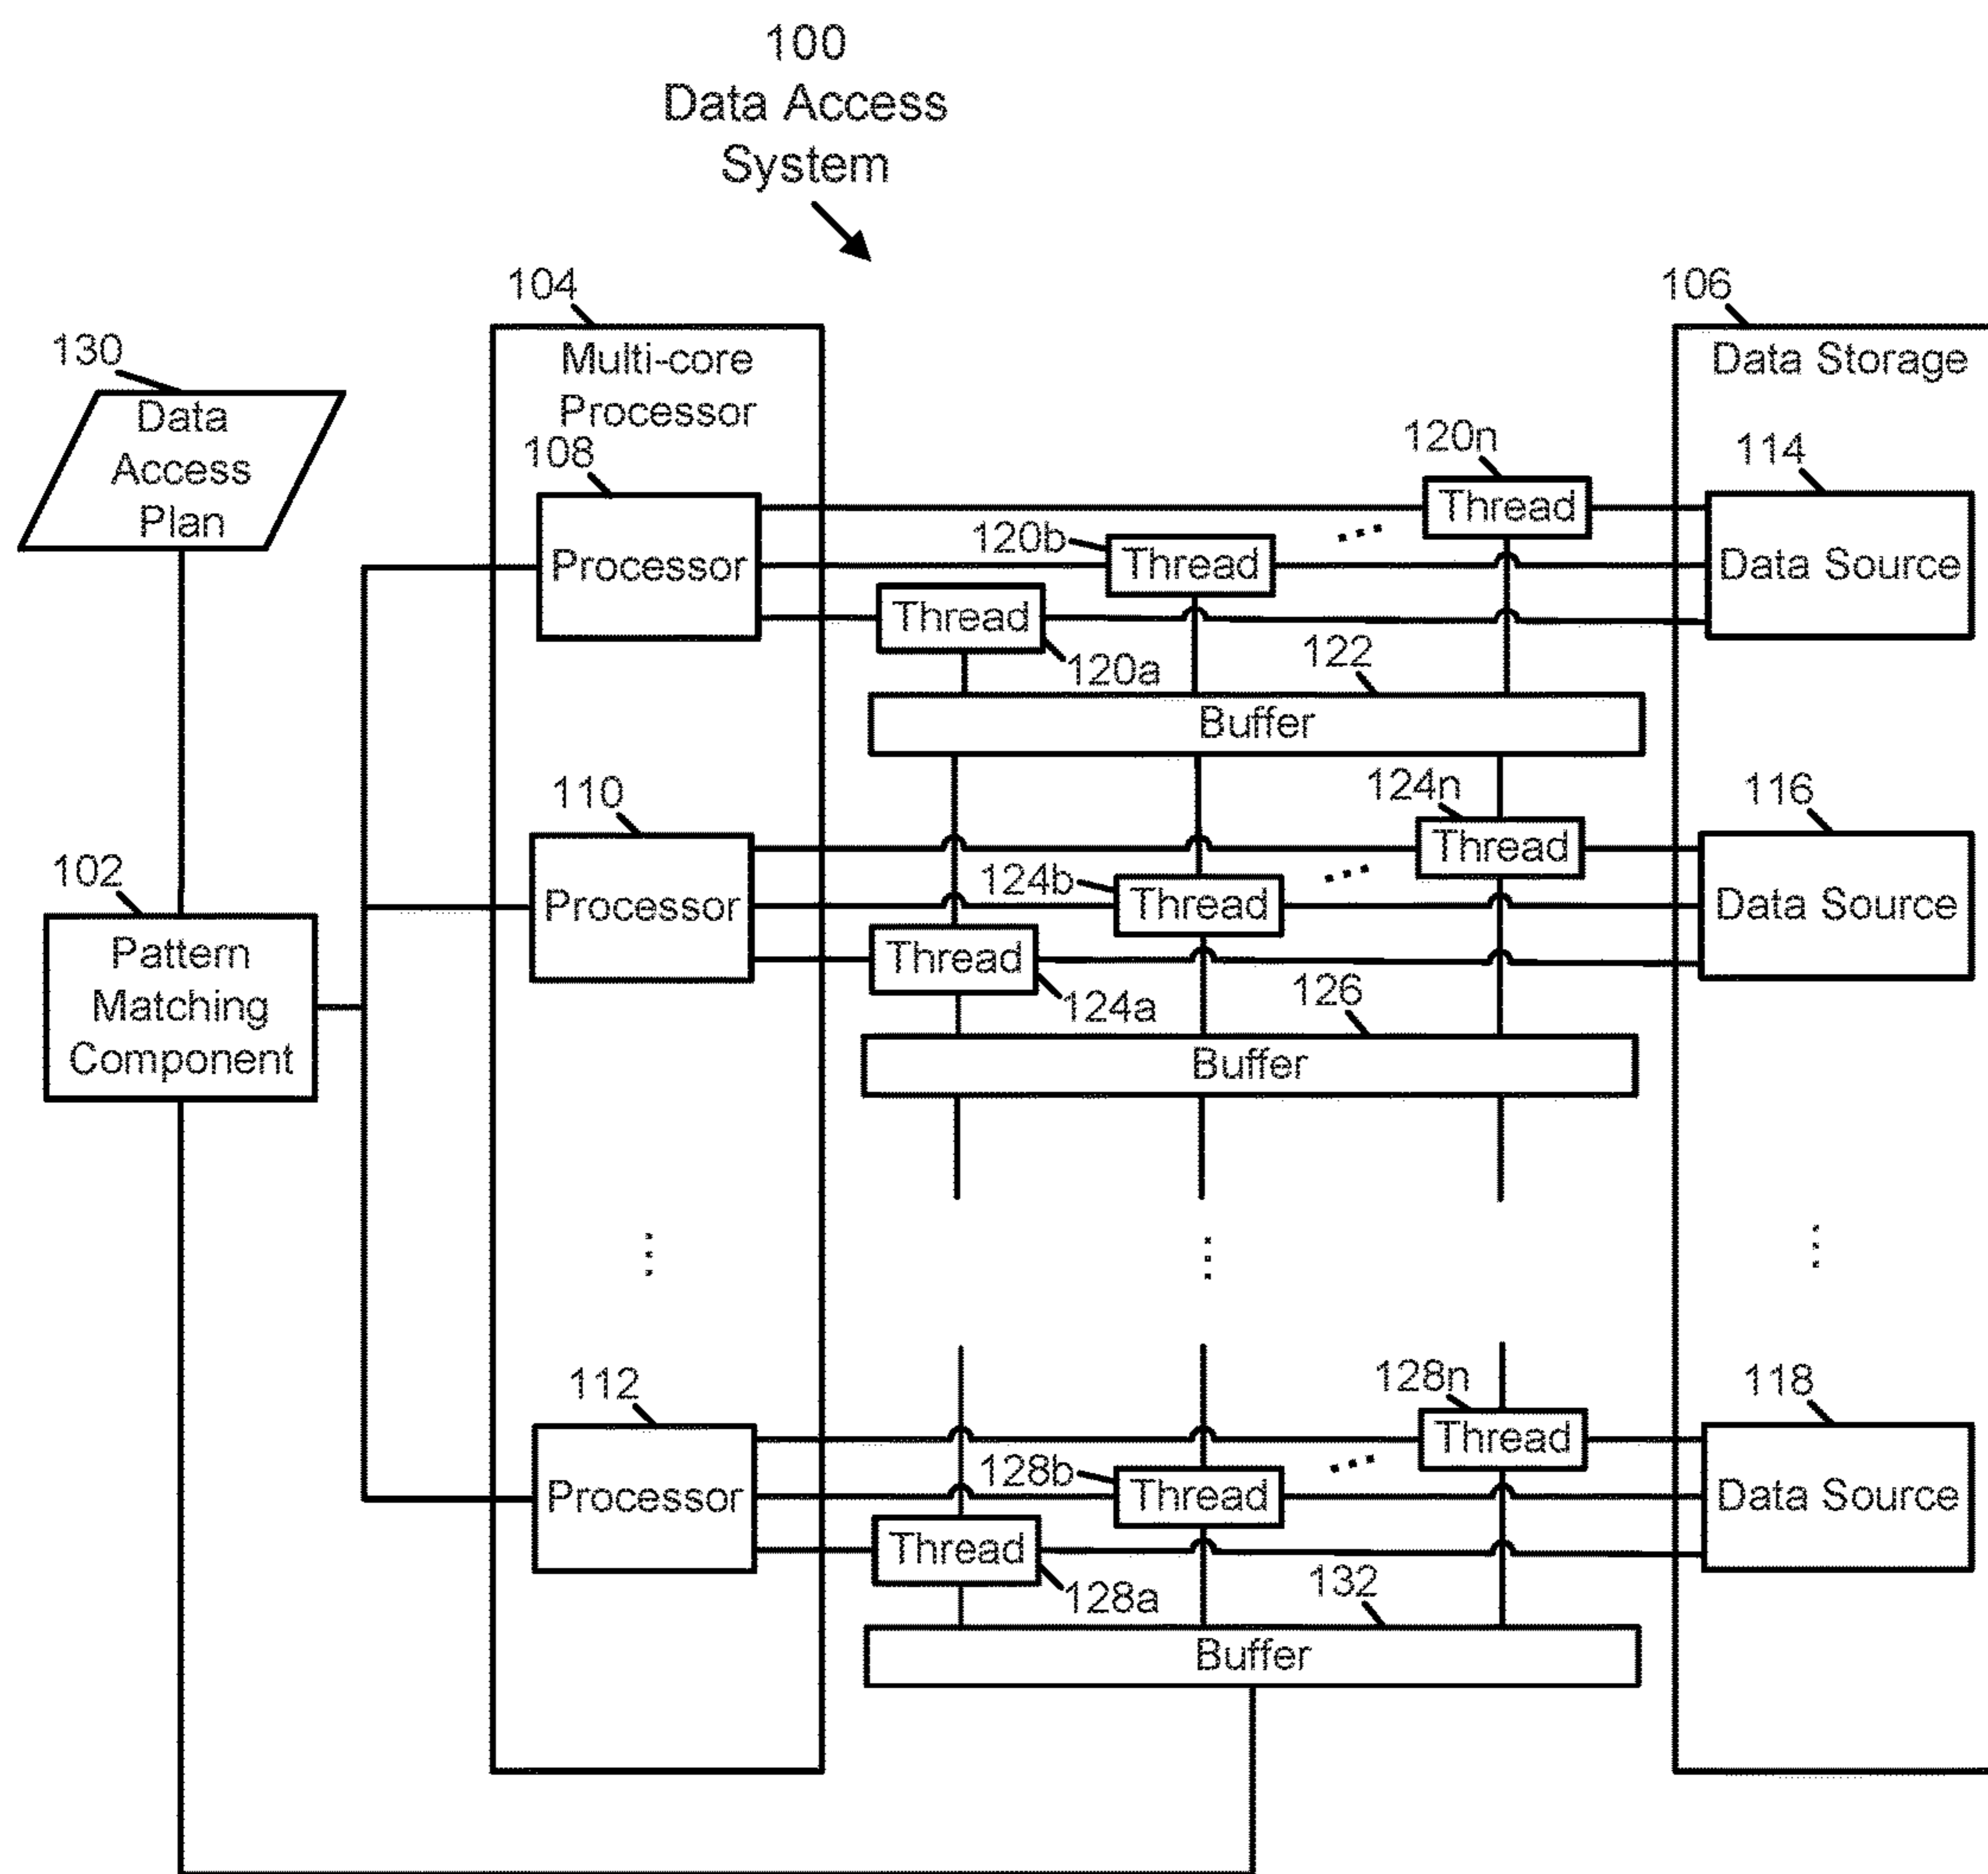 100
Data Access
System
104
106
130
Multi-core
Processor
Data Storage
Data
Access
Plan
108
120n
114
Thread
120b
Thread
Processor
Data Source
Thread
120a
122
Buffer
110
124n
116
Thread
102
124b
Thread
Processor
Data Source
Pattern
Matching
Component
Thread
124a
126
Buffer
112
128n
118
Thread
128b
Thread
Processor
Data Source
Thread
128a
132
Buffer